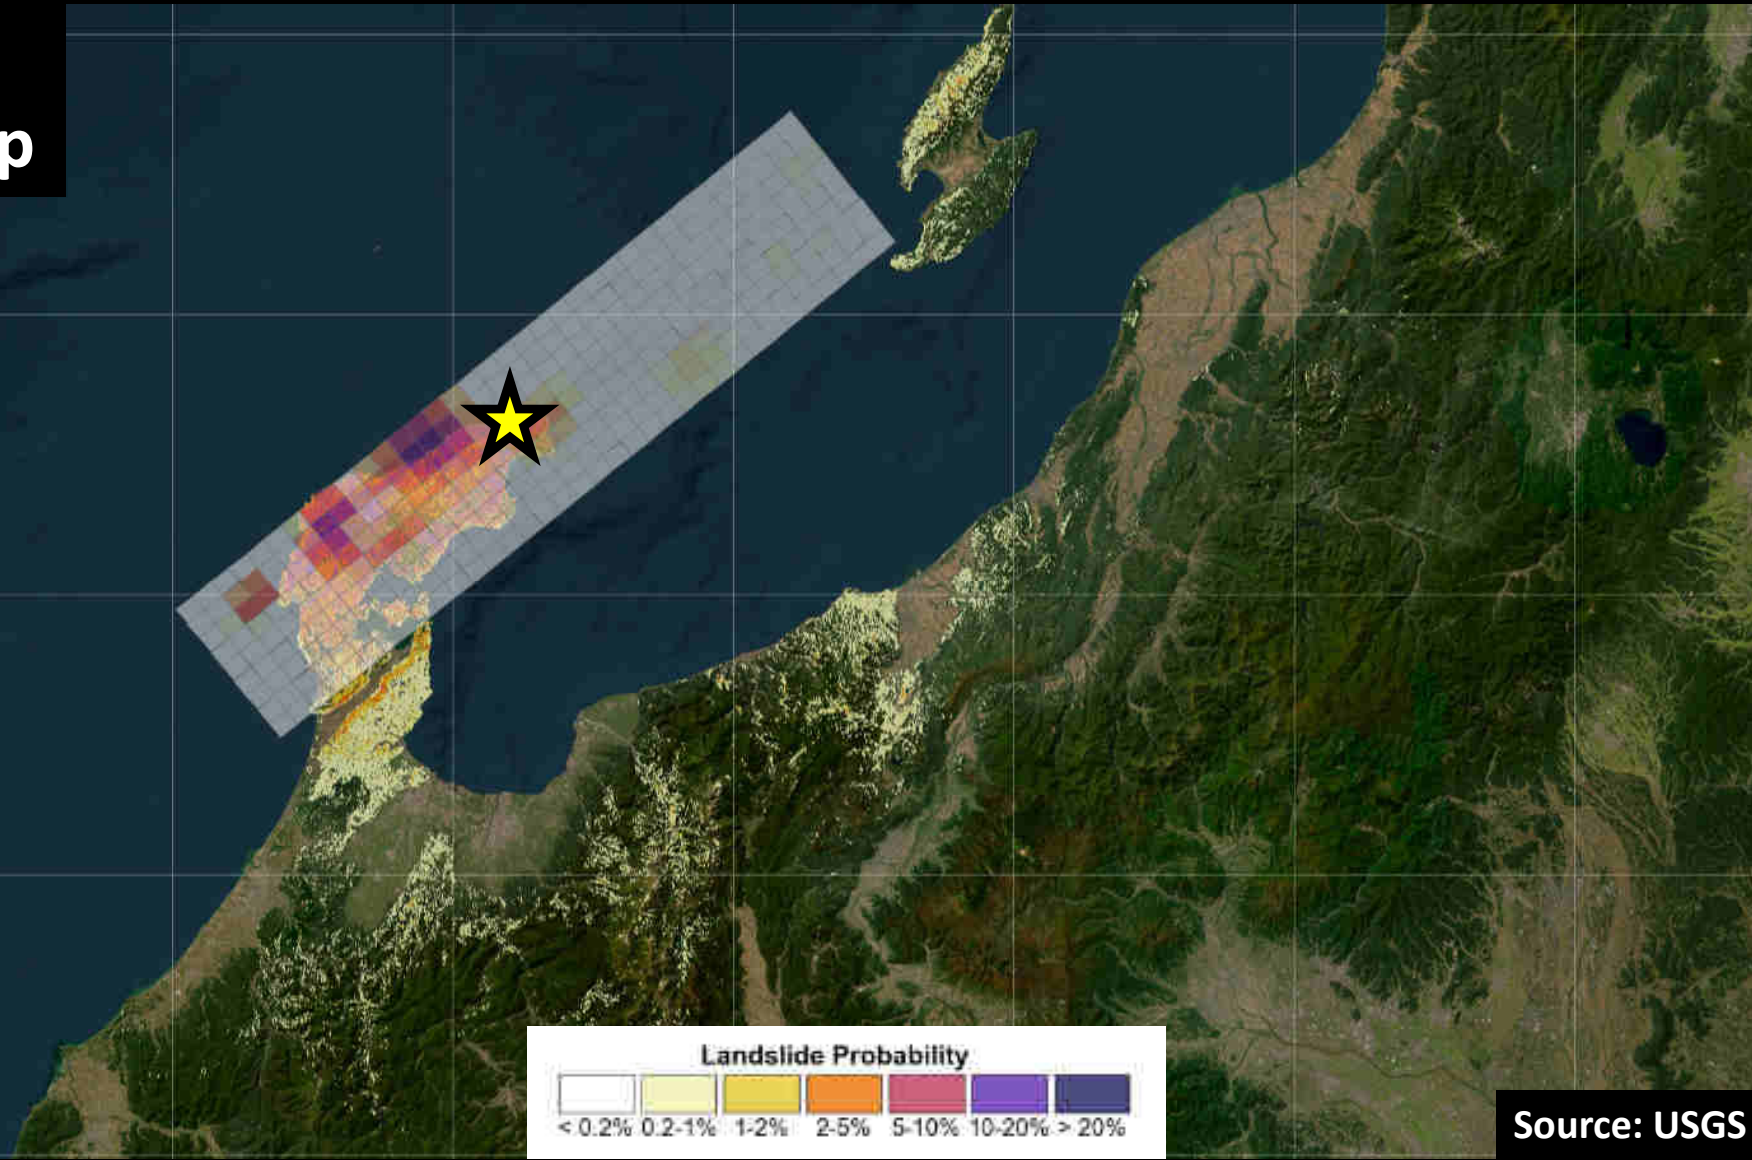 p
Landslide Probability
< 0.2% 0.2-1% 1-2% 2-5% 5-10% 10-20% > 20%
Source: USGS